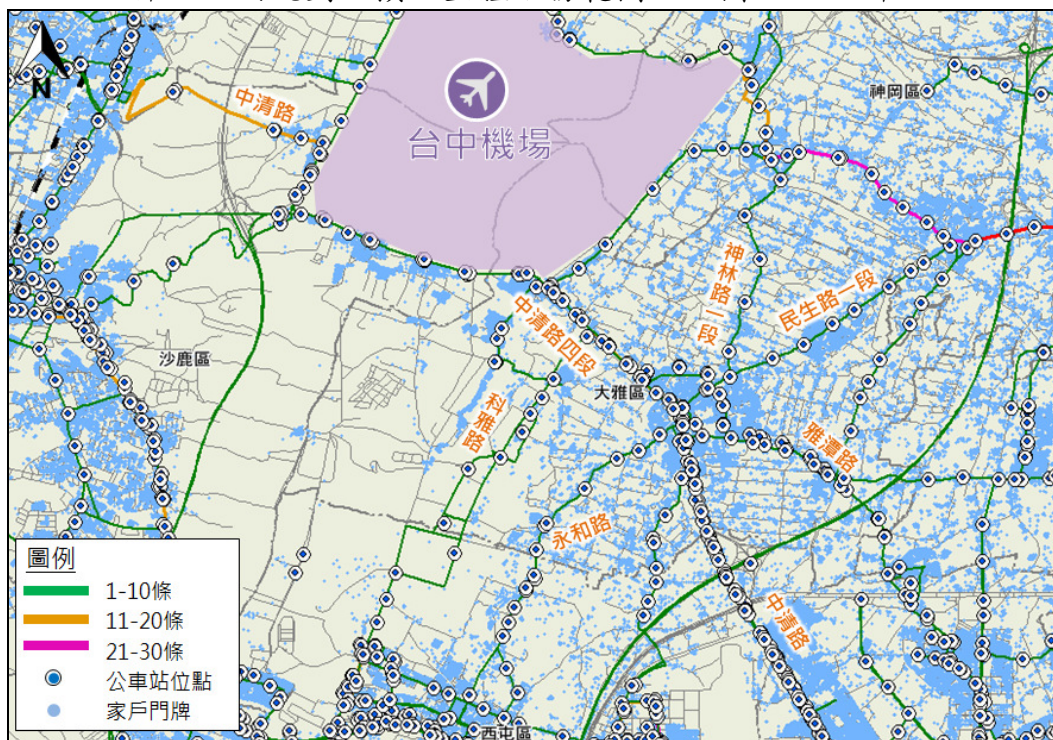 N
中清路
台中機場
神岡區
神林路一段
民生路一段
中清路四段
沙鹿區
大雅區
科雅路
雅潭路
永和路
中清路
西屯區
圖例
1-10條
11-20條
21-30條
公車站位點
家戶門牌